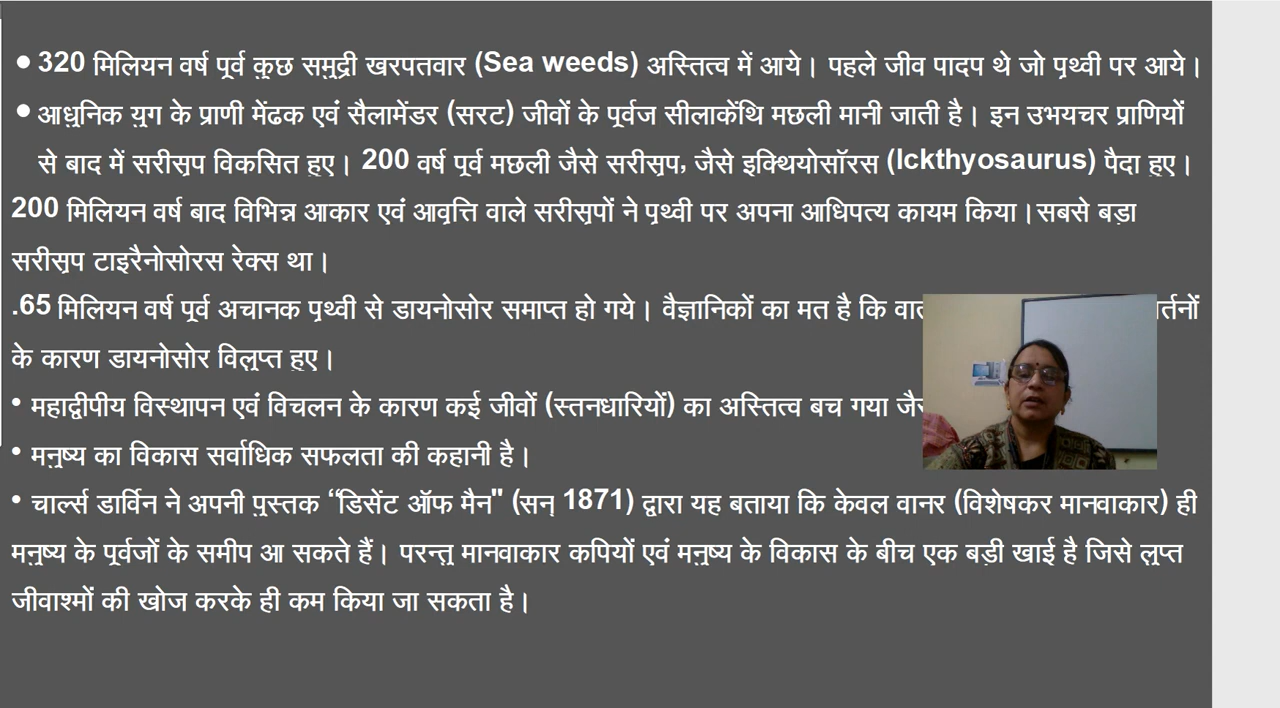 ● 320 मिलियन वर्ष पूर्व कुछ समुद्री खरपतवार (Sea weeds) अस्तित्व में आये। पहले जीव पादप थे जो पृथ्वी पर आये।
● आधुनिक युग के प्राणी मेंढक एवं सैलामेंडर (सरट) जीवों के पूर्वज सीलाकेंथि मछली मानी जाती है। इन उभयचर प्राणियों
से बाद में सरीसृप विकसित हुए। 200 वर्ष पूर्व मछली जैसे सरीसृप, जैसे इक्थियोसॉरस (Ickthyosaurus) पैदा हुए।
200 मिलियन वर्ष बाद विभिन्न आकार एवं आवृत्ति वाले सरीसृपों ने पृथ्वी पर अपना आधिपत्य कायम किया। सबसे बड़ा
सरीसृप टाइरैनोसोरस रेक्स था।
.65 मिलियन वर्ष पूर्व अचानक पृथ्वी से डायनोसोर समाप्त हो गये। वैज्ञानिकों का मत है कि
के कारण डायनोसोर विलुप्त हुए।
• महाद्वीपीय विस्थापन एवं विचलन के कारण कई जीवों (स्तनधारियों) का अस्तित्व बच गया
• मनुष्य का विकास सर्वाधिक सफलता की कहानी है।
• चार्ल्स डार्विन ने अपनी पुस्तक “डिसेंट ऑफ मैन" (सन् 1871) द्वारा यह बताया कि केवल वानर (विशेषकर मानवाकार) ही
मनुष्य के पूर्वजों के समीप आ सकते हैं। परन्तु मानवाकार कपियों एवं मनुष्य के विकास के बीच एक बड़ी खाई है जिसे लुप्त
जीवाश्मों की खोज करके ही कम किया जा सकता है।